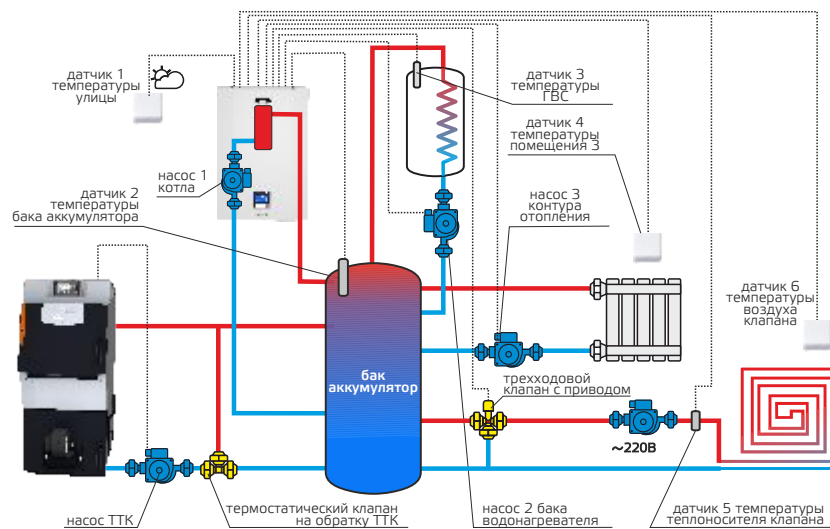 датчик 1
температуры
улицы
датчик 3
температуры
ГВС
датчик 4
температуры
помещения 3
насос 1
котла
датчик 2
температуры
бака аккумулятора
насос 3
контура
отопления
датчик 6
температуры
воздуха
клапана
бак
аккумулятор
трехходовой
клапан с приводом
~220В
насос ТТК
термостатический клапан
на обратку ТТК
насос 2 бака
водонагревателя
датчик 5 температуры
теплоносителя клапана